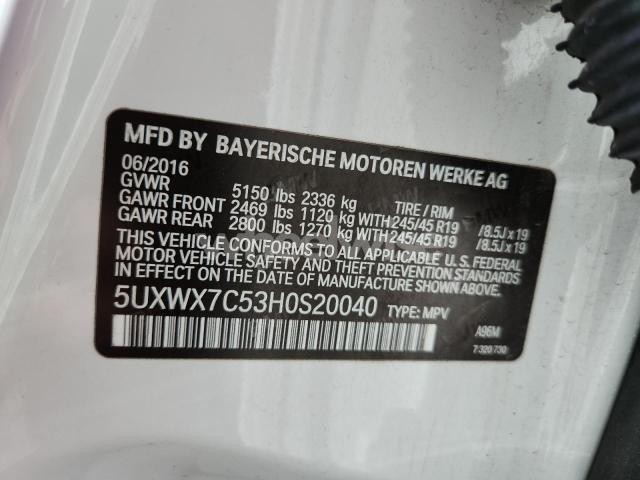 MFD BY BAYERISCHE MOTOREN WERKE AG
06/2016
GVWR 5150 lbs 2336 kg TIRE / RIM
GAWR FRONT 2469 lbs 1120 kg WITH 245/45 R19 /8.5J x 19
GAWR REAR 2800 lbs 1270 kg WITH 245/45 R19 /8.5J x 19
THIS VEHICLE CONFORMS TO ALL APPLICABLE U.S. FEDERAL
MOTOR VEHICLE SAFETY AND THEFT PREVENTION STANDARDS
IN EFFECT ON THE DATE OF MANUFACTURE SHOWN ABOVE.
5UXWX7C53H0S20040 TYPE: MPV
A96M
7 320 730